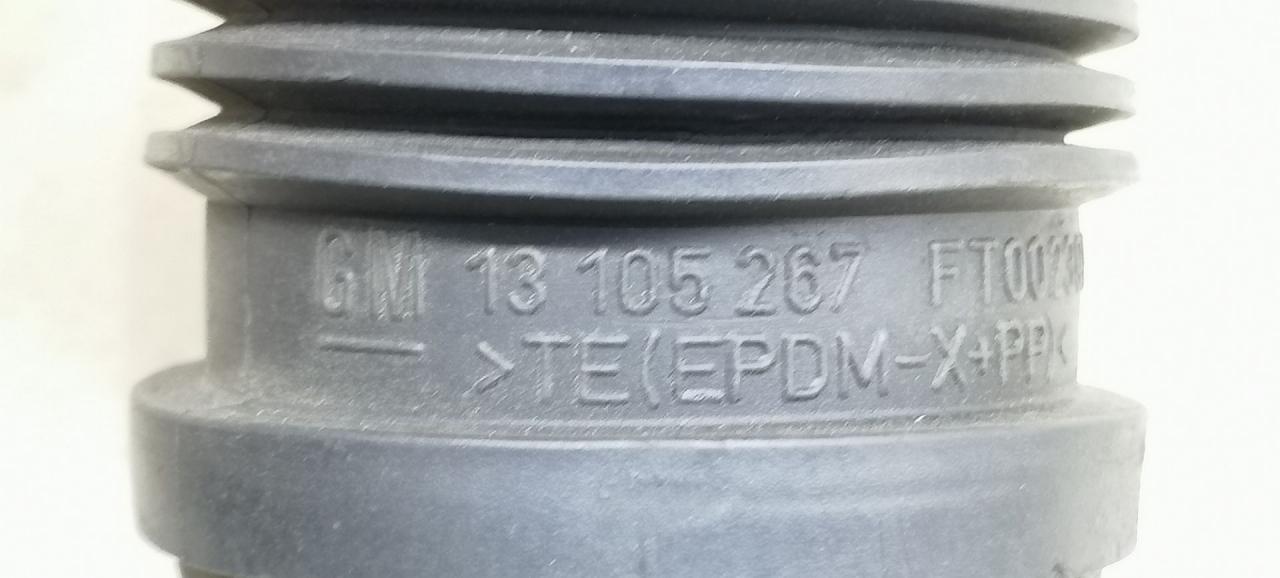 GM 13 105 267
>TE(EPDM-X+PP)<